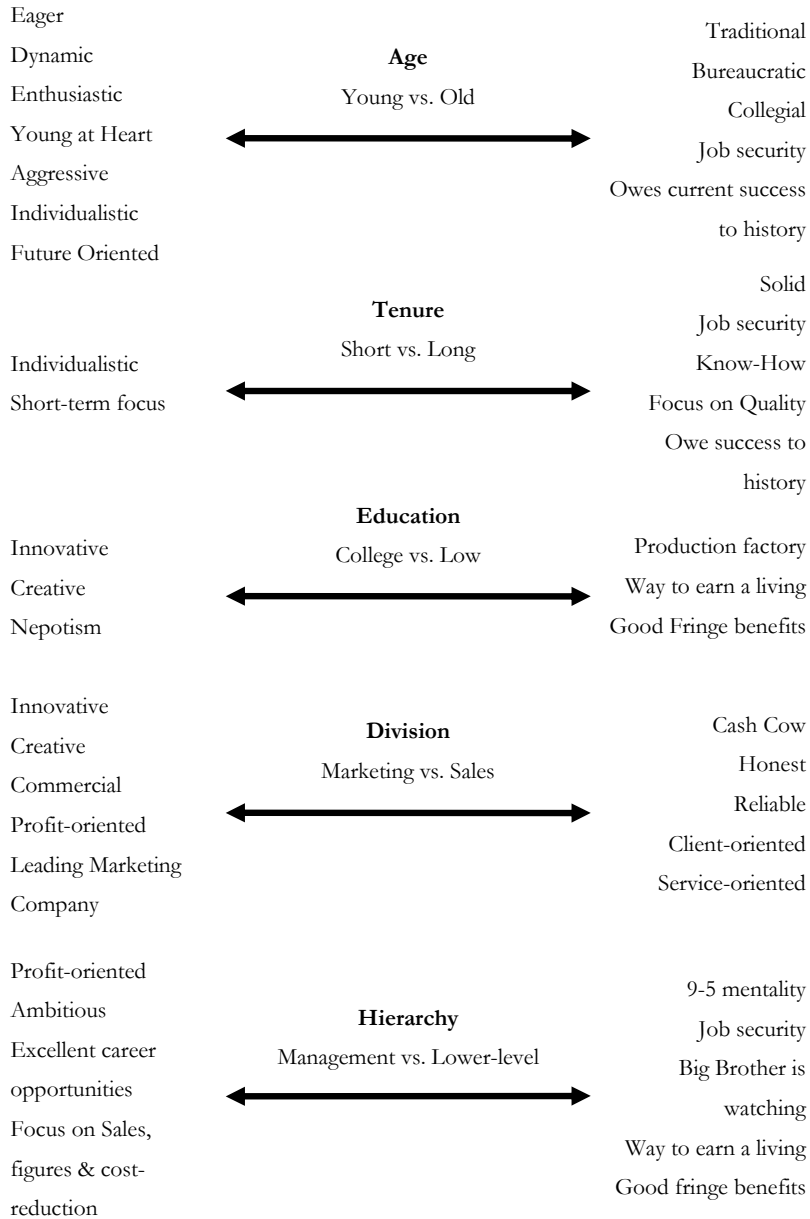 Eager
Dynamic
Enthusiastic
Young at Heart
Aggressive
Individualistic
Future Oriented
Age
Young vs. Old
Traditional
Bureaucratic
Collegial
Job security
Owes current success
to history
Individualistic
Short-term focus
Tenure
Short vs. Long
Solid
Job security
Know-How
Focus on Quality
Owe success to
history
Innovative
Creative
Nepotism
Education
College vs. Low
Production factory
Way to earn a living
Good Fringe benefits
Innovative
Creative
Commercial
Profit-oriented
Leading Marketing
Company
Division
Marketing vs. Sales
Cash Cow
Honest
Reliable
Client-oriented
Service-oriented
Profit-oriented
Ambitious
Excellent career
opportunities
Focus on Sales,
figures & cost-
reduction
Hierarchy
Management vs. Lower-level
9-5 mentality
Job security
Big Brother is
watching
Way to earn a living
Good fringe benefits